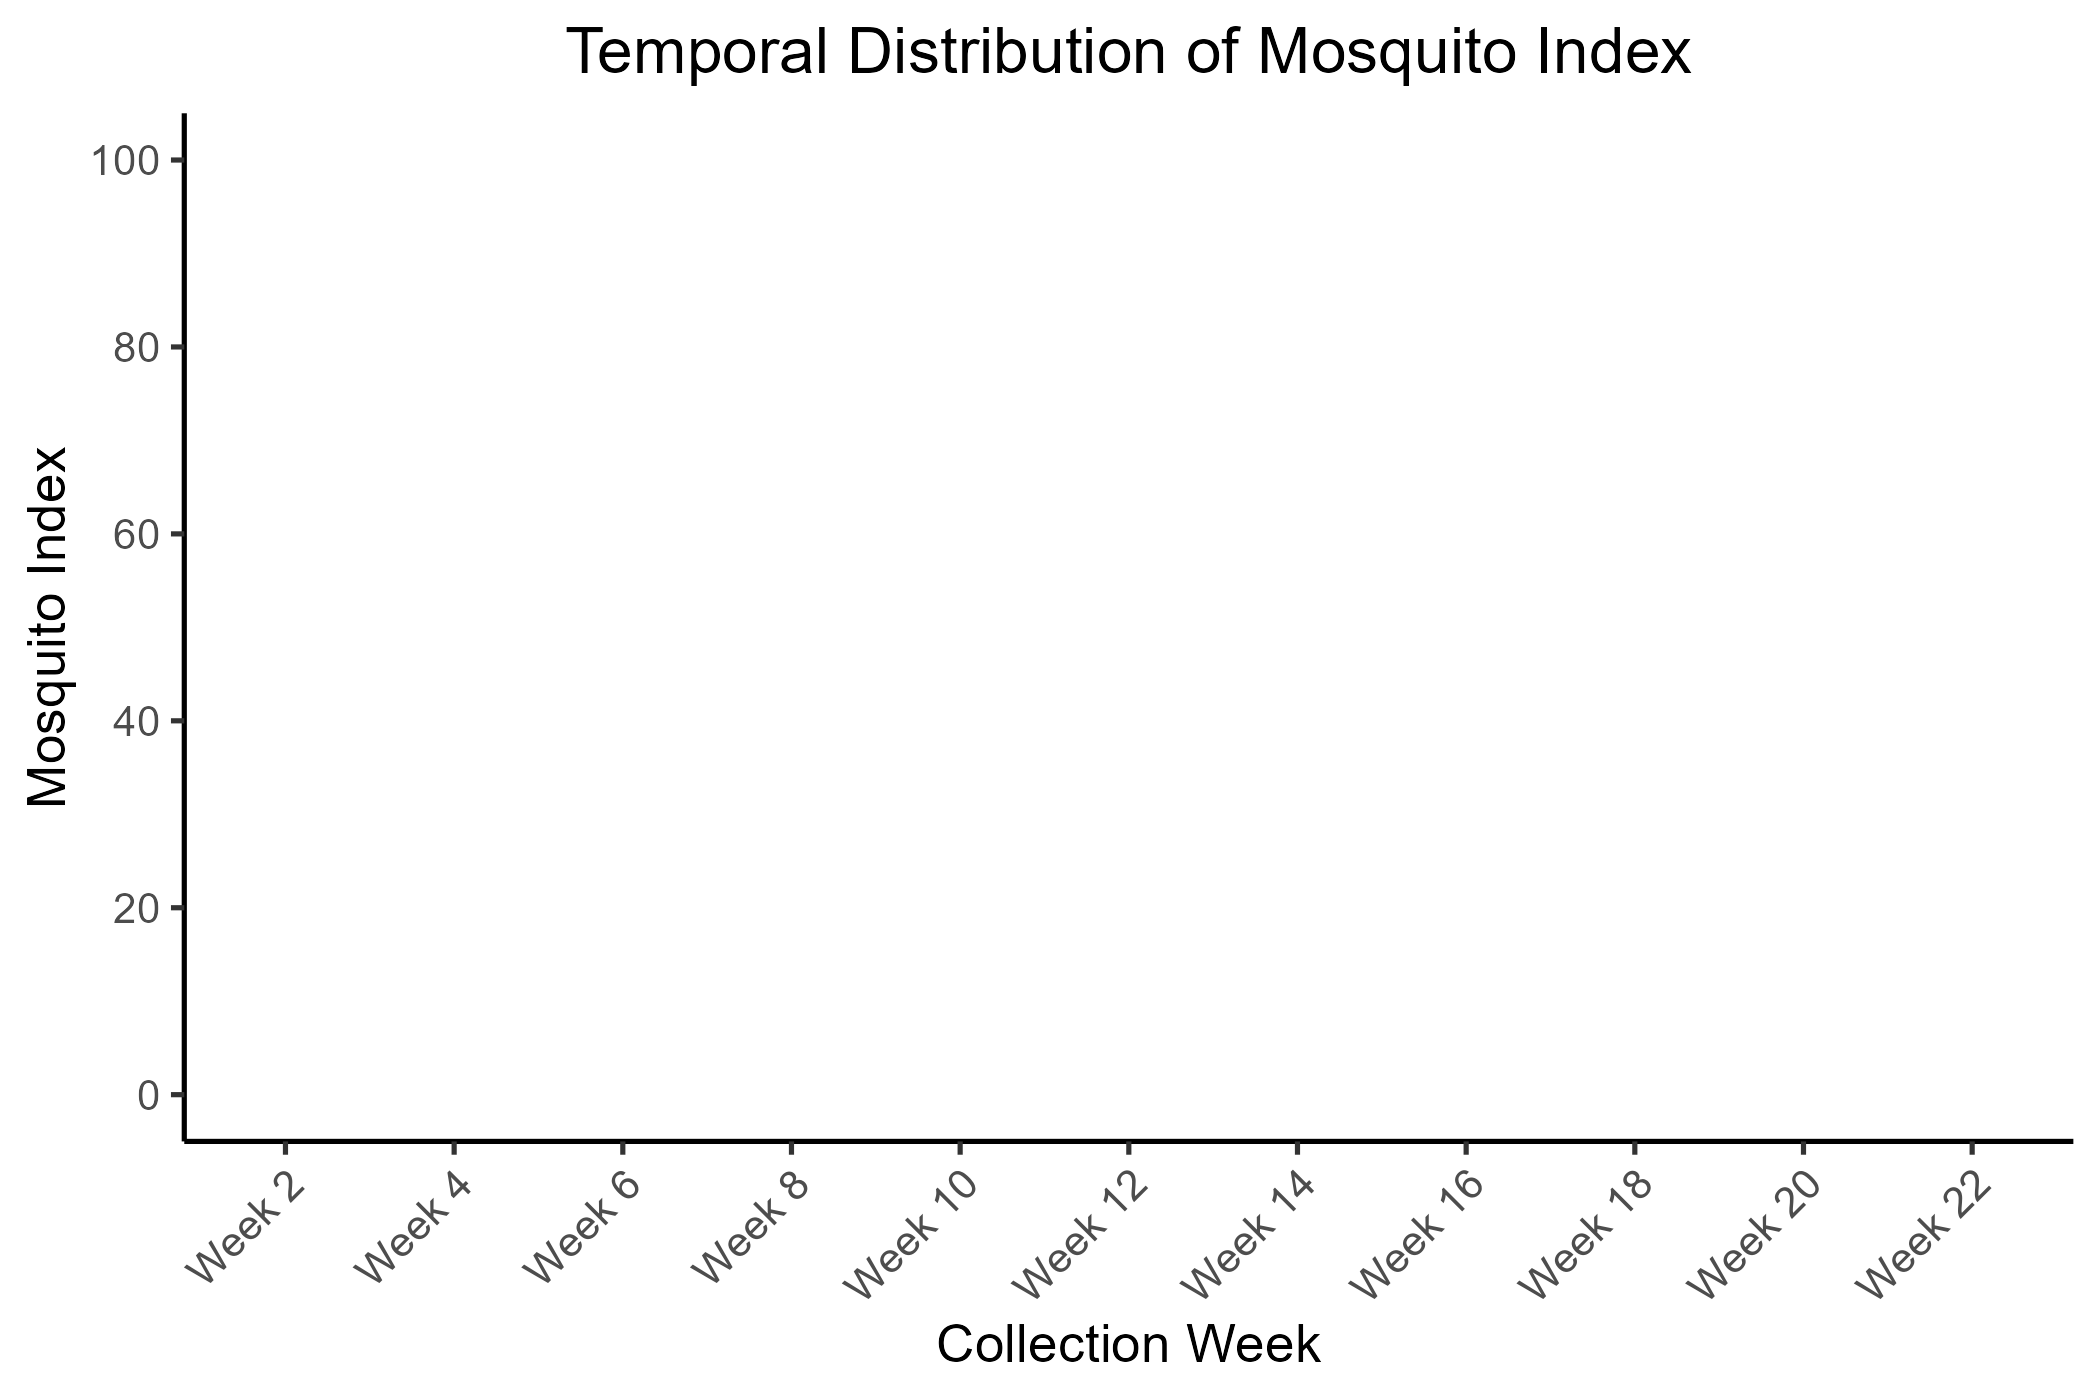 Temporal Distribution of Mosquito Index
Mosquito Index
100
80
60
40
20
0
Week 2
Week 4
Week 6
Week 8
Week 10
Week 12
Week 14
Week 16
Week 18
Week 20
Week 22
Collection Week